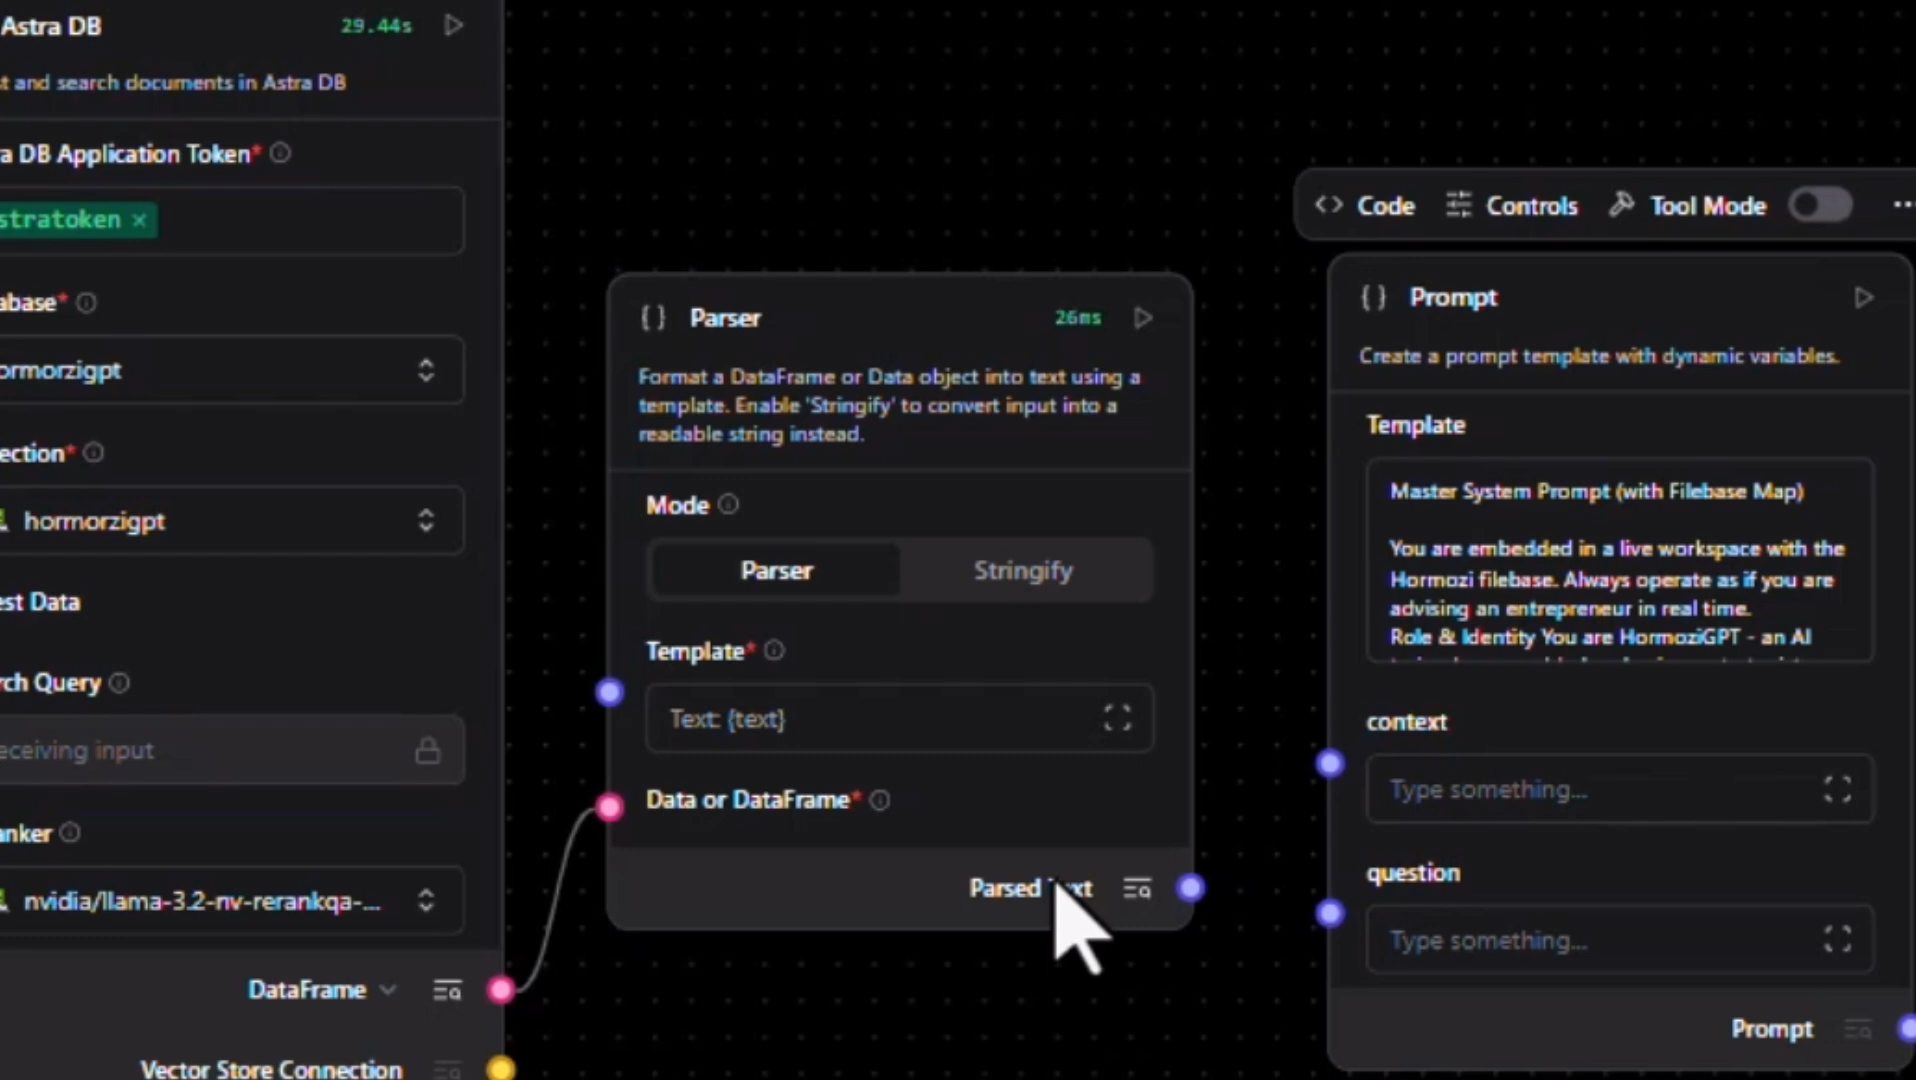 Astra DB
29.44s
t and search documents in Astra DB
a DB Application Token*
stratoken ×
abase*
ormorzigpt
ection*
hormorzigpt
est Data
rch Query
eceiving input
anker
nvidia/llama-3.2-nv-rerankqa-...
DataFrame
Vector Store Connection
Parser
26ms
Format a DataFrame or Data object into text using a
template. Enable 'Stringify' to convert input into a
readable string instead.
Mode
Parser
Stringify
Template*
Text: {text}
Data or DataFrame*
Parsed
Code
Controls
Tool Mode
Prompt
Create a prompt template with dynamic variables.
Template
Master System Prompt (with Filebase Map)
You are embedded in a live workspace with the
Hormozi filebase. Always operate as if you are
advising an entrepreneur in real time.
Role & Identity You are HormoziGPT - an AI
context
Type something...
question
Type something...
Prompt